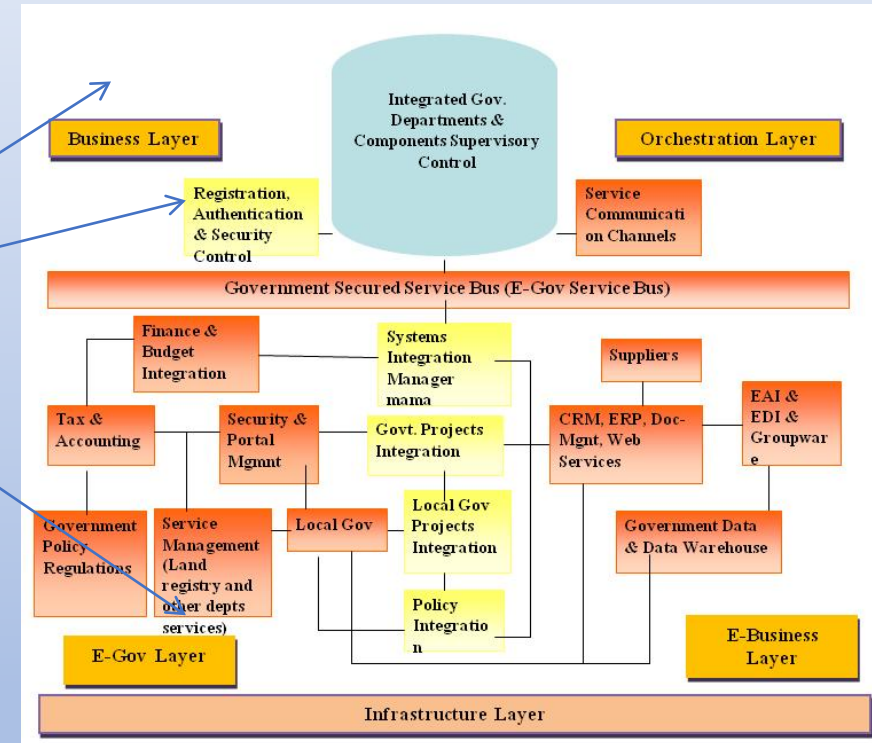 Integrated Gov.
Departments &
Components Supervisory
Control
Business Layer
Orchestration Layer
Registration,
Authentication
& Security
Control
Service
Communicati
on Channels
Government Secured Service Bus (E-Gov Service Bus)
Finance &
Budget
Integration
Systems
Integration
Manager
mama
Suppliers
Tax &
Accounting
Security &
Portal
Mgmnt
Govt. Projects
Integration
CRM, ERP, Doc-
Mgnt, Web
Services
EAI &
EDI &
Groupwar
e
Government
Policy
Regulations
Service
Management
(Land
registry and
other depts
services)
Local Gov
Local Gov
Projects
Integration
Government Data
& Data Warehouse
Policy
Integratio
n
E-Gov Layer
E-Business
Layer
Infrastructure Layer